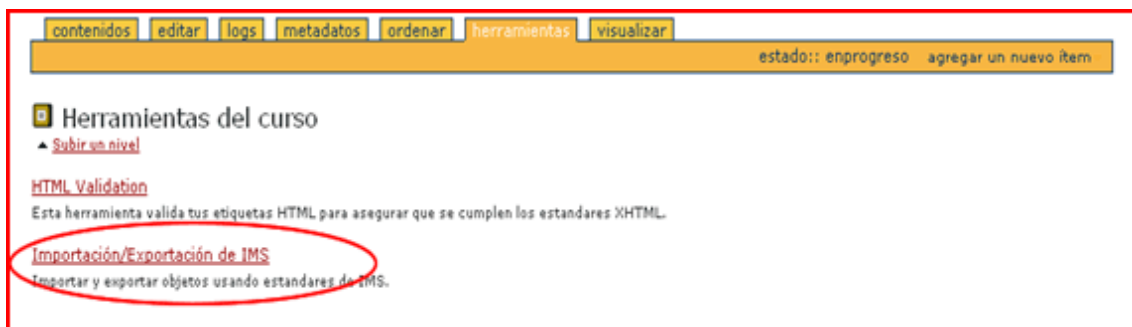 contenidos editar logs metadatos ordenar herramientas visualizar
estado:: enprogreso agregar un nuevo ítem
Herramientas del curso
Subir un nivel
HTML Validation
Esta herramienta valida tus etiquetas HTML para asegurar que se cumplen los estandares XHTML.
Importación/Exportación de IMS
Importar y exportar objetos usando estandares de IMS.